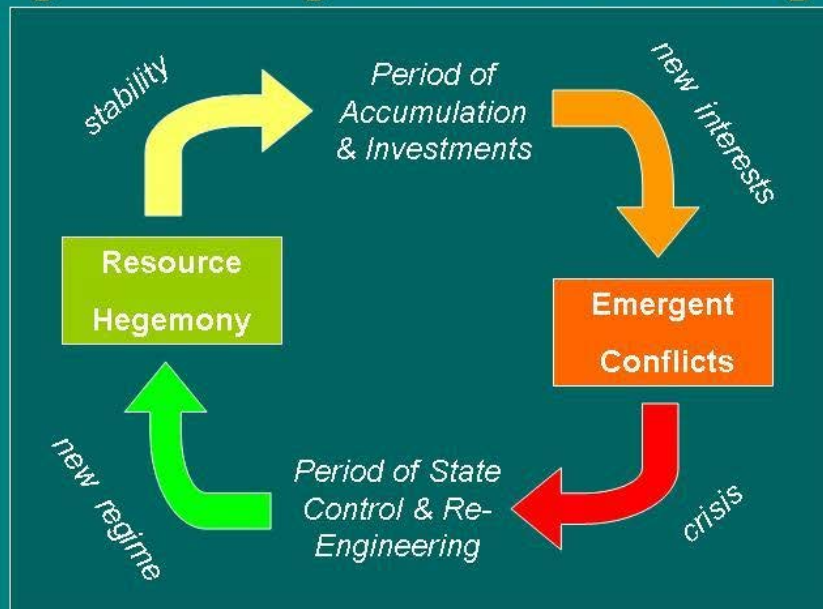 stability
Period of
Accumulation
& Investments
new interests
Resource
Hegemony
Emergent
Conflicts
new regime
Period of State
Control & Re-
Engineering
crisis